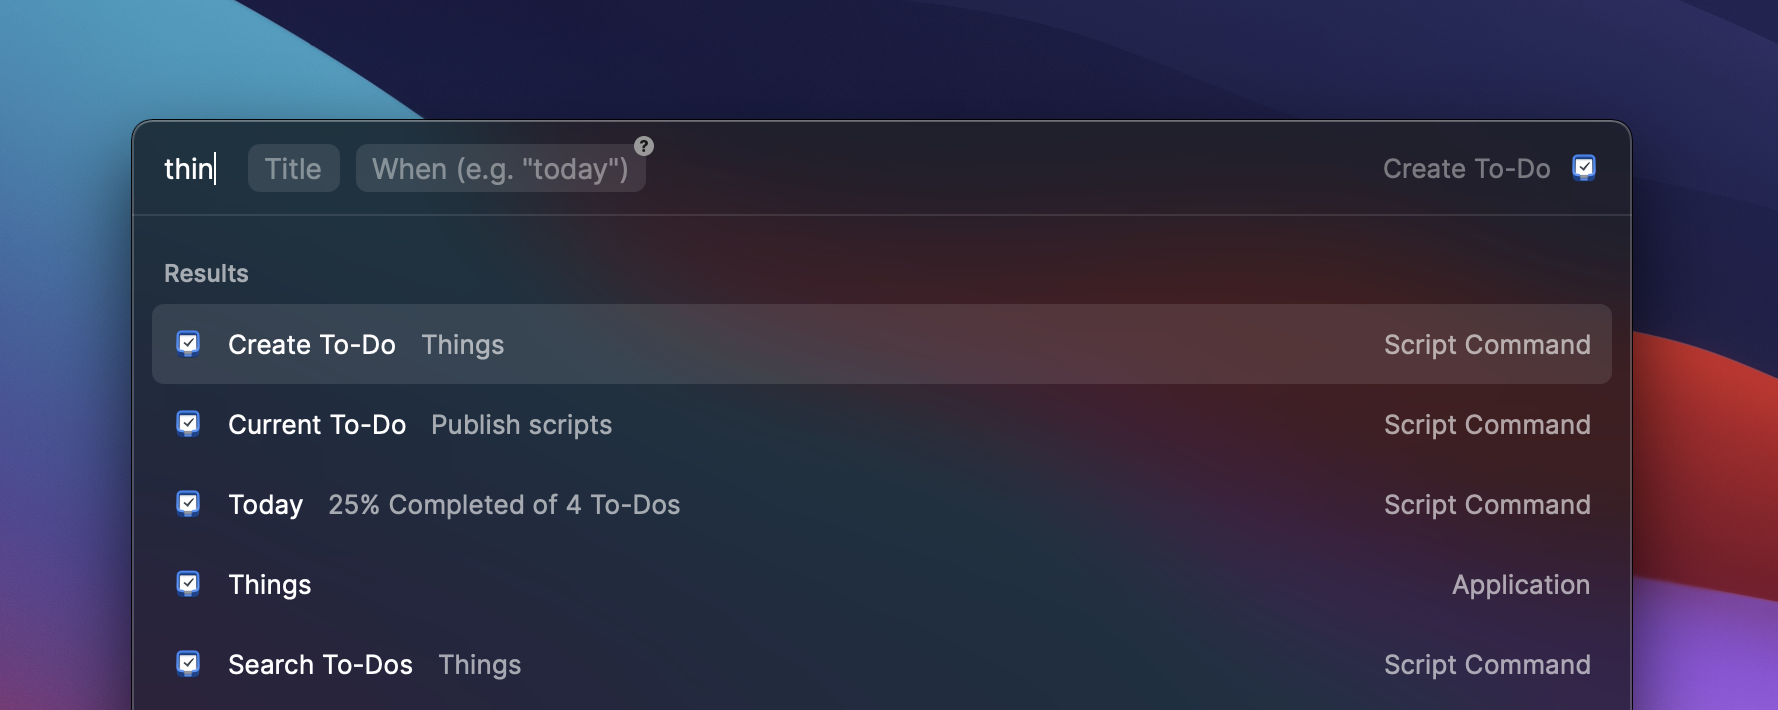 thin Title When (e.g. "today") ? Create To-Do
Results
Create To-Do Things Script Command
Current To-Do Publish scripts Script Command
Today 25% Completed of 4 To-Dos Script Command
Things Application
Search To-Dos Things Script Command